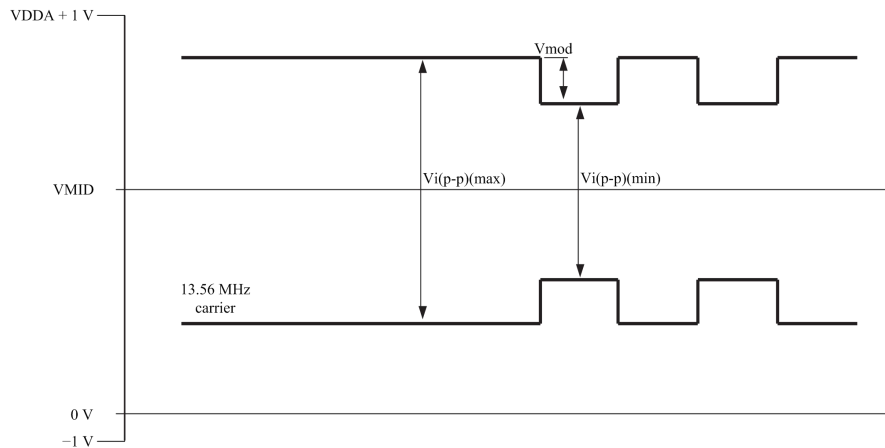 VDDA + 1 V
Vmod
Vi(p-p)(max)
Vi(p-p)(min)
VMID
13.56 MHz
carrier
0 V
−1 V